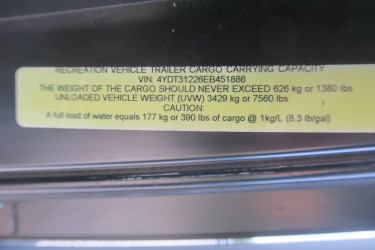 RECREATION VEHICLE TRAILER CARGO CARRYING CAPACITY
VIN: 4YDT31226EB451886
THE WEIGHT OF THE CARGO SHOULD NEVER EXCEED 626 kg or 1380 lbs
UNLOADED VEHICLE WEIGHT (UVW) 3429 kg or 7560 lbs
CAUTION:
A full load of water equals 177 kg or 390 lbs of cargo @ 1kg/L (8.3 lb/gal)